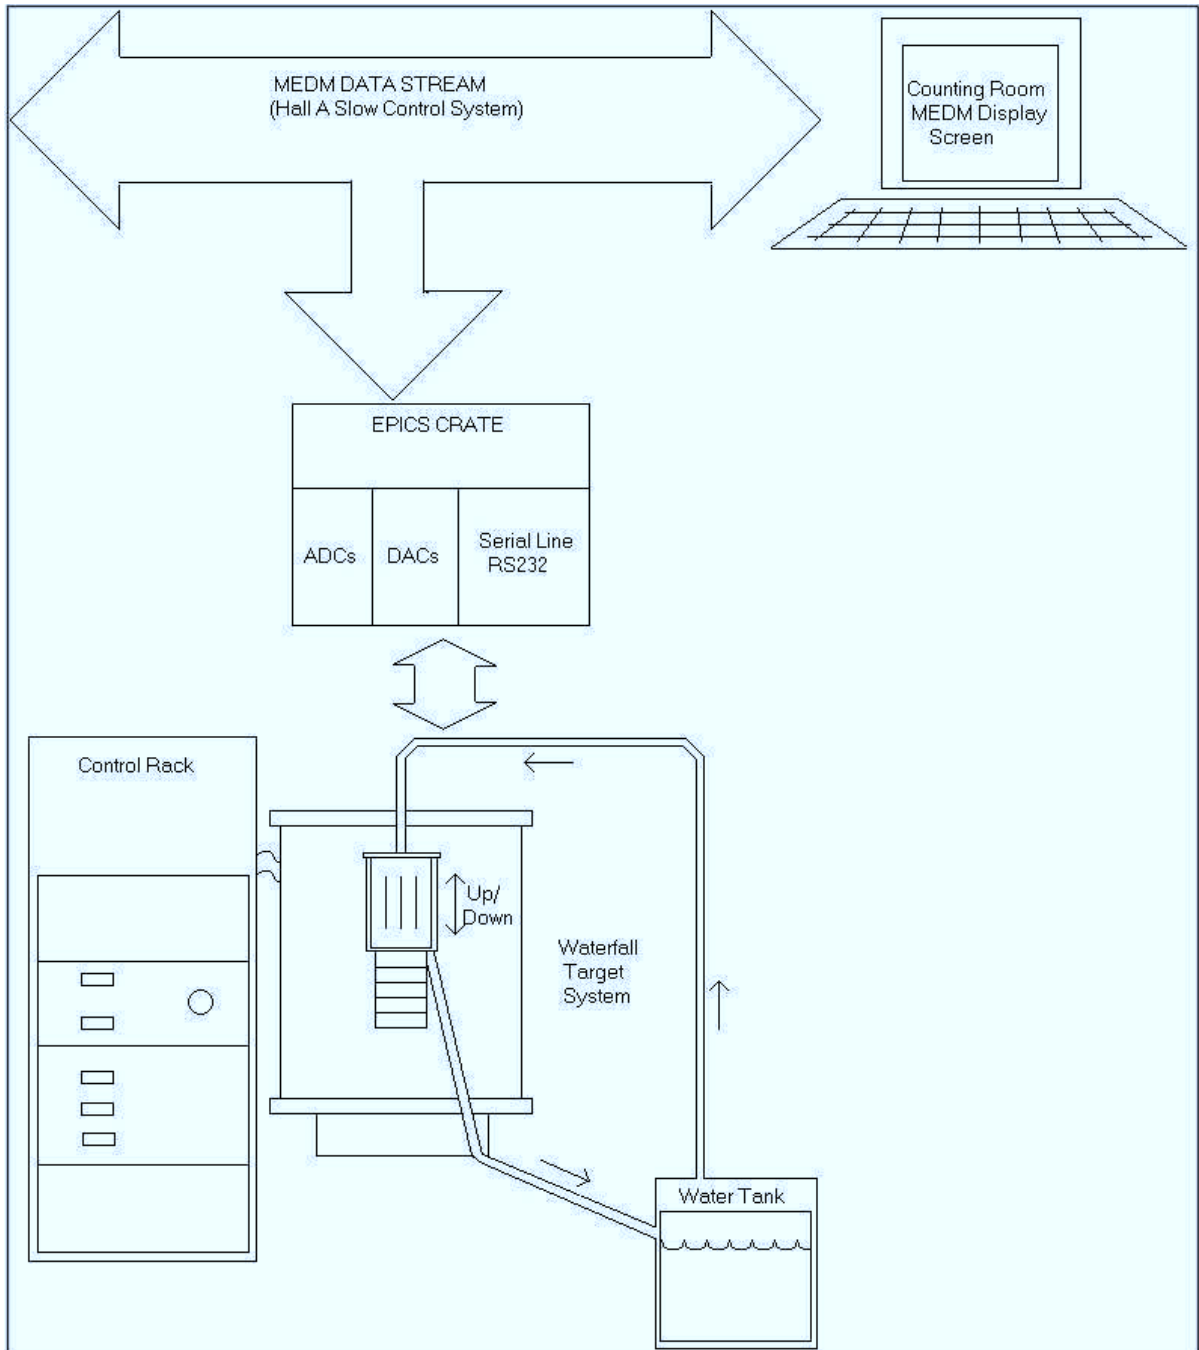 MEDM DATA STREAM
(Hall A Slow Control System)
Counting Room
MEDM Display
Screen
EPICS CRATE
ADCs
DACs
Serial Line
RS232
Control Rack
Up/
Down
Waterfall
Target
System
Water Tank